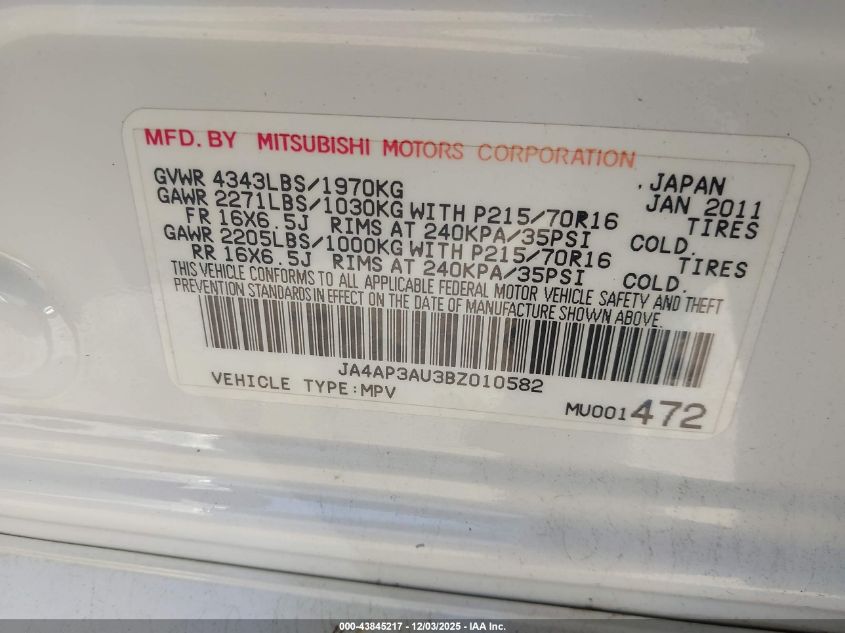 MFD. BY MITSUBISHI MOTORS CORPORATION
GVWR 4343LBS/1970KG . JAPAN
GAWR 2271LBS/1030KG WITH P215/70R16 JAN 2011
FR 16X6.5J RIMS AT 240KPA/35PSI COLD. TIRES
GAWR 2205LBS/1000KG WITH P215/70R16 TIRES
RR 16X6.5J RIMS AT 240KPA/35PSI COLD.
THIS VEHICLE CONFORMS TO ALL APPLICABLE FEDERAL MOTOR VEHICLE SAFETY AND THEFT
PREVENTION STANDARDS IN EFFECT ON THE DATE OF MANUFACTURE SHOWN ABOVE.
JA4AP3AU3BZ010582
VEHICLE TYPE:MPV MU001472
000-43845217 - 12/03/2025 - IAA Inc.